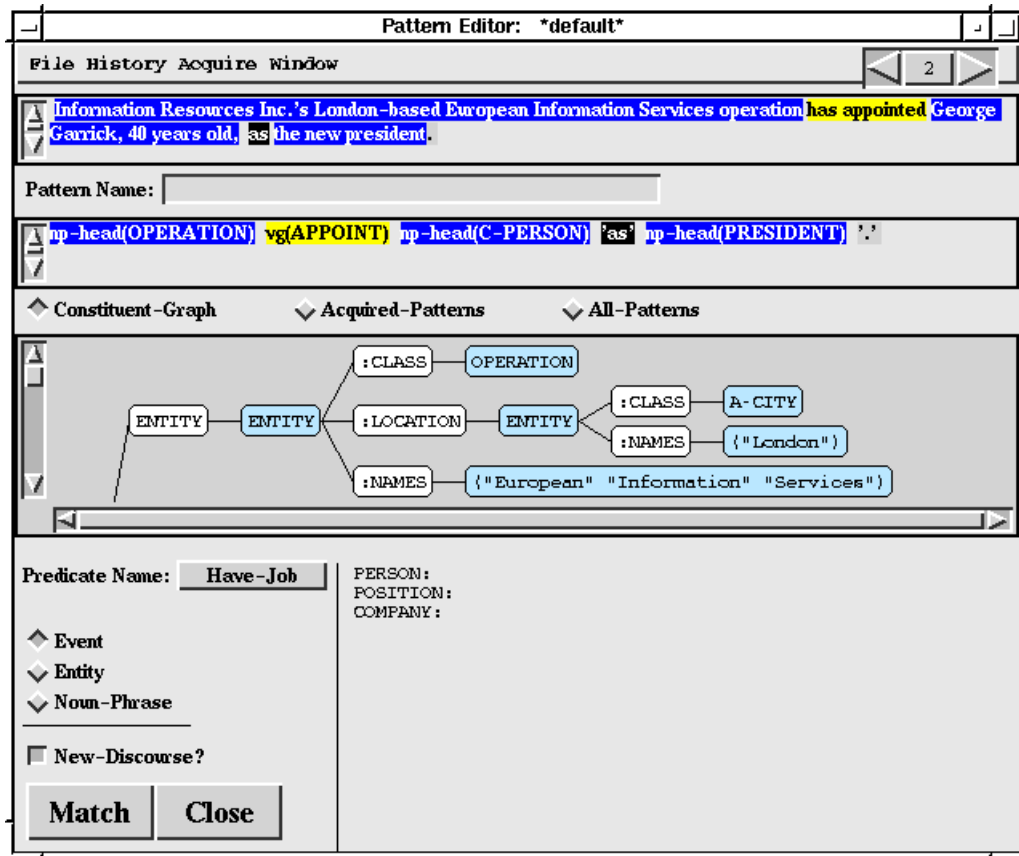 Pattern Editor: *default*
File History Acquire Window
2
Information Resources Inc.'s London-based European Information Services operation has appointed George
Garrick, 40 years old, as the new president.
Pattern Name:
np-head(OPERATION) vg(APPOINT) np-head(C-PERSON) 'as' np-head(PRESIDENT) '.'
Constituent-Graph Acquired-Patterns All-Patterns
:CLASS OPERATION
:CLASS A-CITY
ENTITY ENTITY :LOCATION ENTITY
:NAMES ("London")
:NAMES ("European" "Information" "Services")
Predicate Name: Have-Job
PERSON:
POSITION:
COMPANY:
Event
Entity
Noun-Phrase
New-Discourse?
Match Close